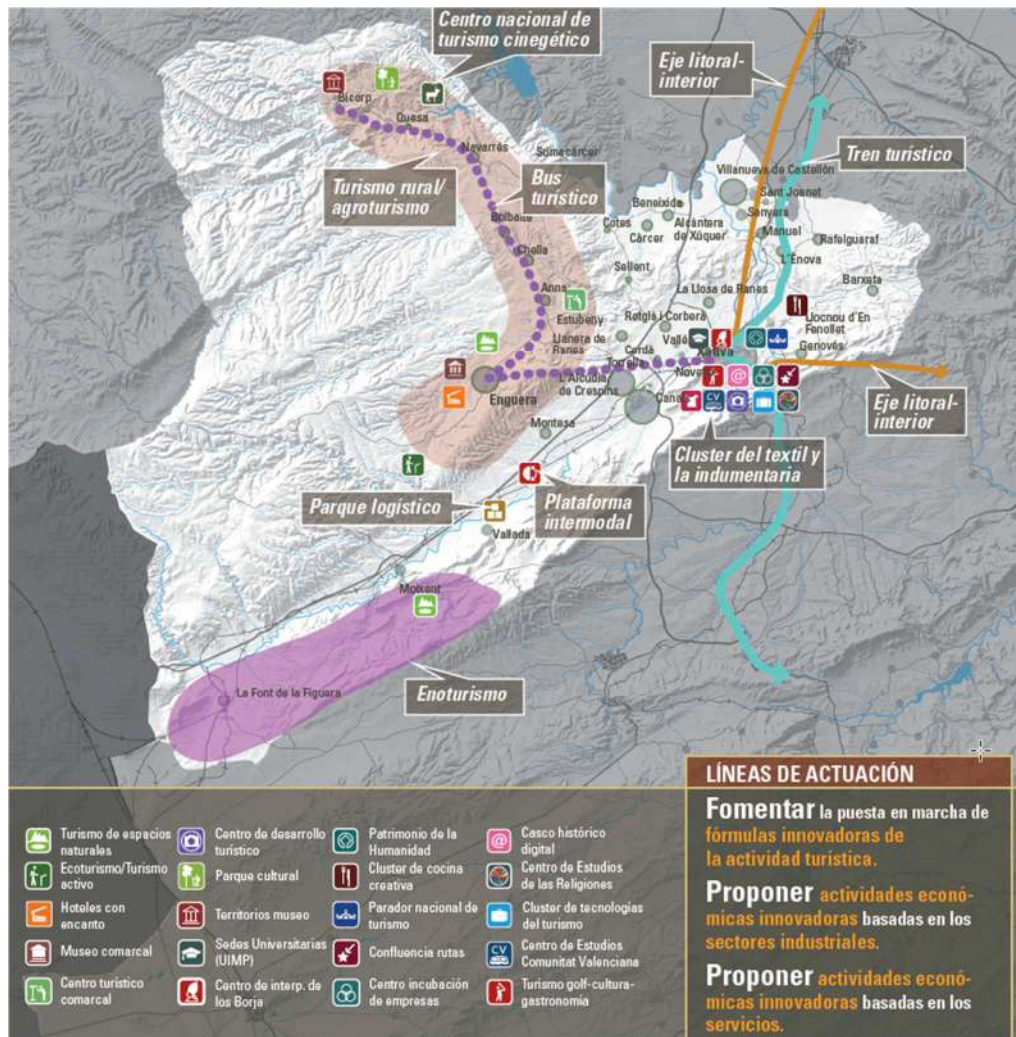 Centro nacional de
turismo cinegético
Eje litoral-
interior
Bicorp
Quesa
Navarrés
Sumacárcer
Tren turístico
Villanueva de Castellón
Turismo rural/
agroturismo
Bus
turístico
Sant Joanet
Senyera
Beneixida
Bolbaite
Cotes
Càrcer
Alcántera
de Xúquer
Manuel
Rafelguaraf
Chella
L'Énova
Sellent
Barxeta
Anna
La Llosa de Ranes
Estubeny
Rotglà i Corberà
Llocnou d'En
Fenollet
Llanera de
Ranes
Vallés
Cerdà
Xàtiva
Genovés
Torrella
Novetlè
L'Alcúdia
de Crespins
Enguera
Canals
CV
Eje litoral-
interior
Montesa
Cluster del textil y
la indumentaria
Parque logístico
Plataforma
intermodal
Vallada
Moixent
La Font de la Figuera
Enoturismo
LÍNEAS DE ACTUACIÓN
Fomentar la puesta en marcha de
fórmulas innovadoras de
la actividad turística.
Proponer actividades econó-
micas innovadoras basadas en los
sectores industriales.
Proponer actividades econó-
micas innovadoras basadas en los
servicios.
Turismo de espacios
naturales
Ecoturismo/Turismo
activo
Hoteles con
encanto
Museo comarcal
Centro turístico
comarcal
Centro de desarrollo
turístico
Parque cultural
Territorios museo
Sedes Universitarias
(UIMP)
Centro de interp. de
los Borja
Patrimonio de la
Humanidad
Cluster de cocina
creativa
Parador nacional de
turismo
Confluencia rutas
Centro incubación
de empresas
@
Casco histórico
digital
Centro de Estudios
de las Religiones
Cluster de tecnologías
del turismo
CV
Centro de Estudios
Comunitat Valenciana
Turismo golf-cultura-
gastronomía